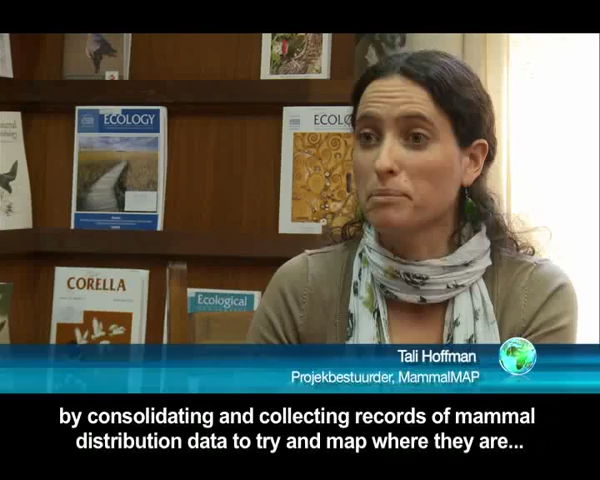 ECOLOGY
ECOLO
CORELLA
Ecological
Tali Hoffman
Projekbestuurder, MammalMAP
by consolidating and collecting records of mammal
distribution data to try and map where they are...